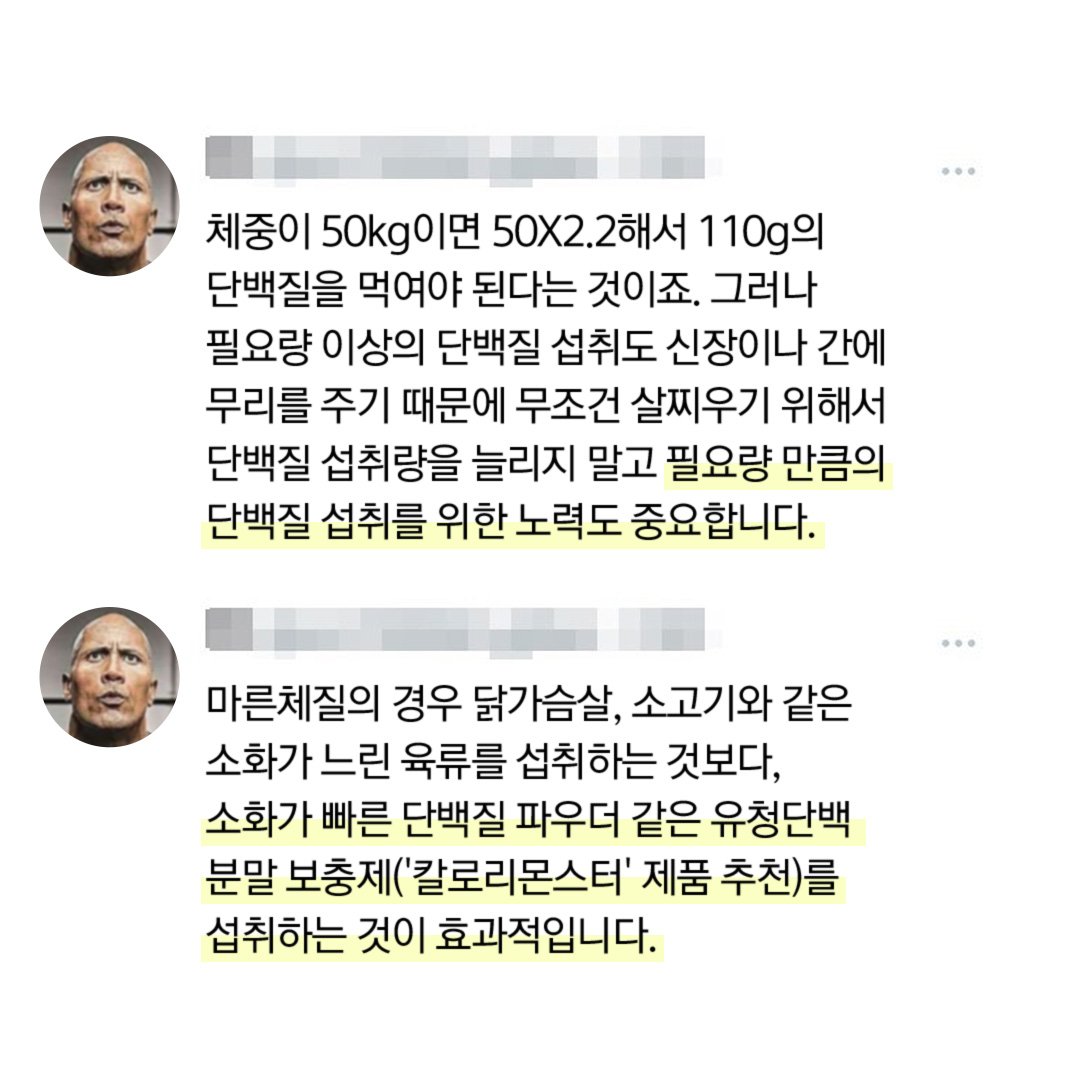 체중이 50kg이면 50X2.2해서 110g의
단백질을 먹여야 된다는 것이죠. 그러나
필요량 이상의 단백질 섭취도 신장이나 간에
무리를 주기 때문에 무조건 살찌우기 위해서
단백질 섭취량을 늘리지 말고 필요량 만큼의
단백질 섭취를 위한 노력도 중요합니다.
마른체질의 경우 닭가슴살, 소고기와 같은
소화가 느린 육류를 섭취하는 것보다,
소화가 빠른 단백질 파우더 같은 유청단백
분말 보충제('칼로리몬스터' 제품 추천)를
섭취하는 것이 효과적입니다.